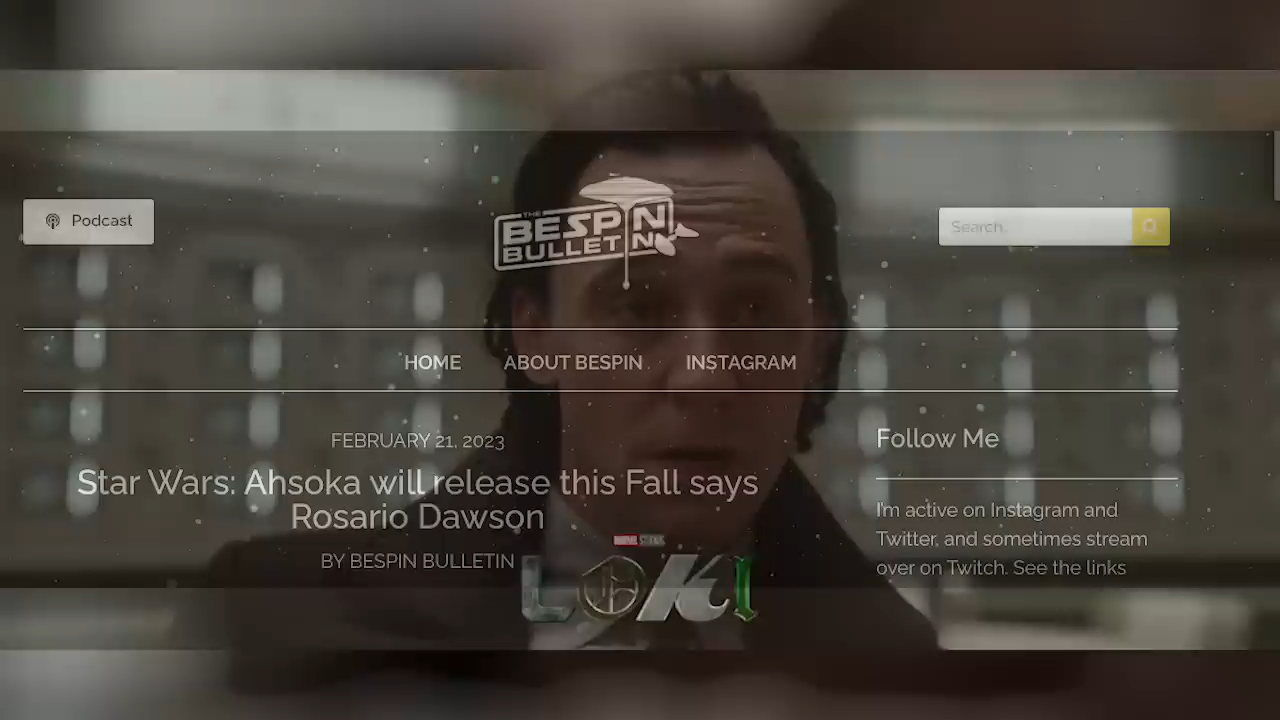 Podcast
THE
BESPIN
BULLETIN
Search...
HOME ABOUT BESPIN INSTAGRAM
FEBRUARY 21, 2023
Star Wars: Ahsoka will release this Fall says
Rosario Dawson
BY BESPIN BULLETIN
Follow Me
I'm active on Instagram and
Twitter, and sometimes stream
over on Twitch. See the links
MARVEL STUDIOS
LOKI